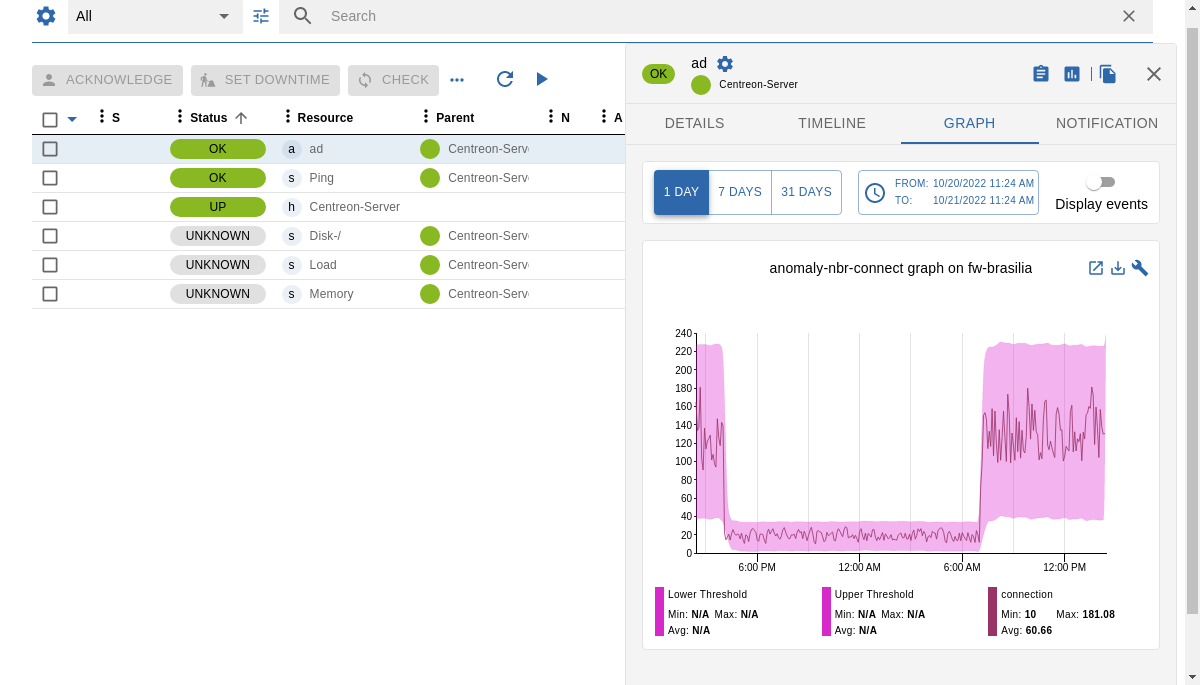 All
Search
ACKNOWLEDGE
SET DOWNTIME
CHECK
S
Status
Resource
Parent
N
A
OK
a
ad
Centreon-Serv
OK
s
Ping
Centreon-Serv
UP
h
Centreon-Server
UNKNOWN
s
Disk-/
Centreon-Serv
UNKNOWN
s
Load
Centreon-Serv
UNKNOWN
s
Memory
Centreon-Serv
OK
ad
Centreon-Server
DETAILS
TIMELINE
GRAPH
NOTIFICATION
1 DAY
7 DAYS
31 DAYS
FROM: 10/20/2022 11:24 AM
TO: 10/21/2022 11:24 AM
Display events
anomaly-nbr-connect graph on fw-brasilia
240
220
200
180
160
140
120
100
80
60
40
20
0
6:00 PM
12:00 AM
6:00 AM
12:00 PM
Lower Threshold
Min: N/A Max: N/A
Avg: N/A
Upper Threshold
Min: N/A Max: N/A
Avg: N/A
connection
Min: 10 Max: 181.08
Avg: 60.66